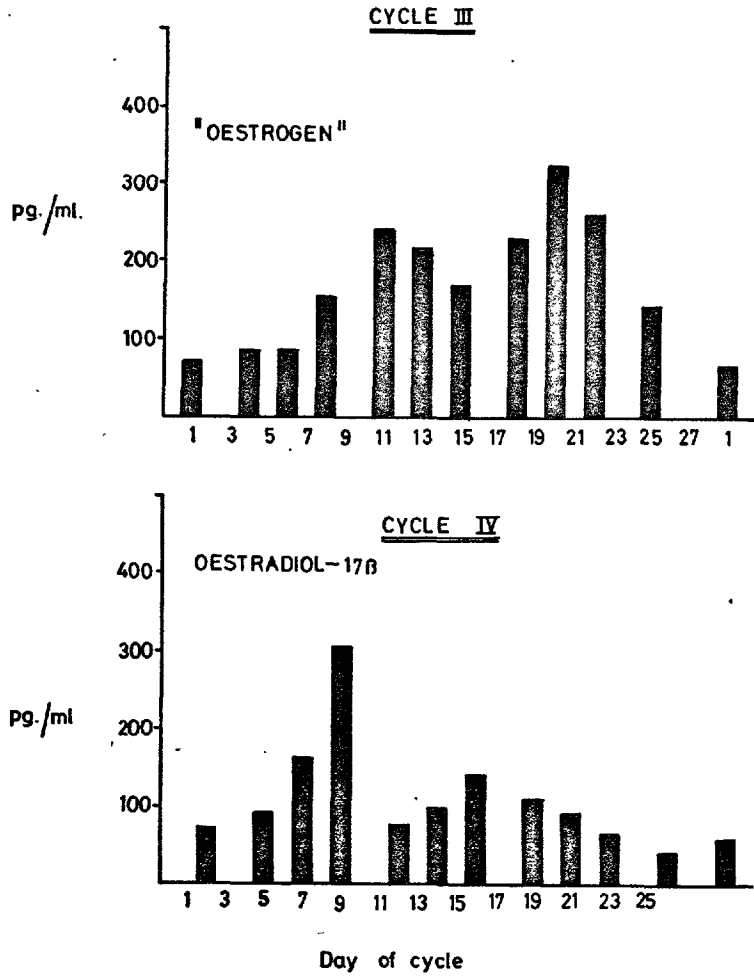 CYCLE III
400
"OESTROGEN"
300
pg./ml.
200
100
1 3 5 7 9 11 13 15 17 19 21 23 25 27 1
CYCLE IV
400
OESTRADIOL-17β
300
pg./ml
200
100
1 3 5 7 9 11 13 15 17 19 21 23 25
Day of cycle